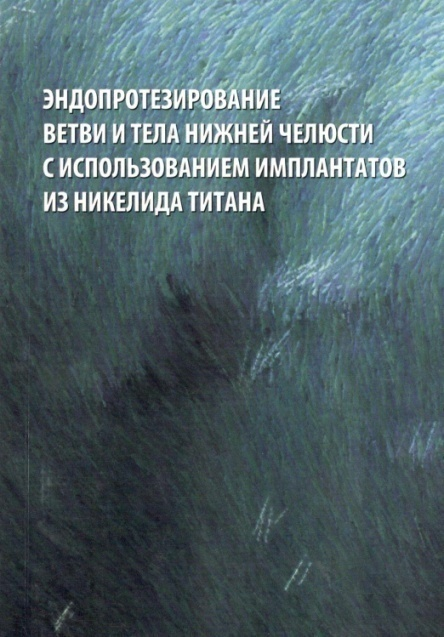 ЭНДОПРОТЕЗИРОВАНИЕ
ВЕТВИ И ТЕЛА НИЖНЕЙ ЧЕЛЮСТИ
С ИСПОЛЬЗОВАНИЕМ ИМПЛАНТАТОВ
ИЗ НИКЕЛИДА ТИТАНА